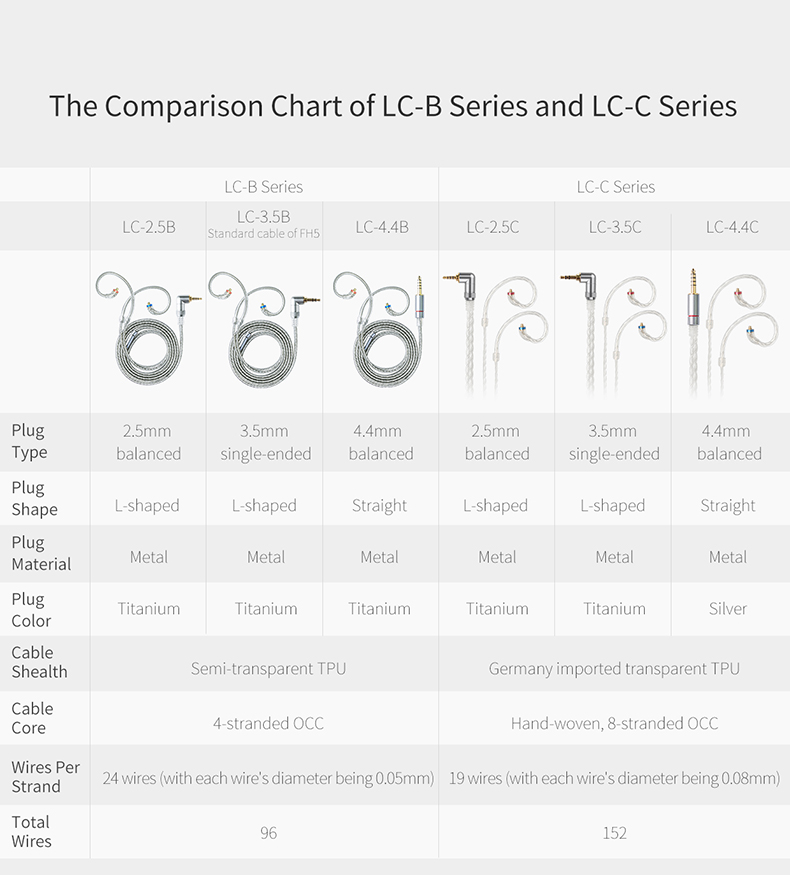 The Comparison Chart of LC-B Series and LC-C Series
LC-B Series LC-C Series
LC-2.5B LC-3.5B LC-4.4B LC-2.5C LC-3.5C LC-4.4C
Standard cable of FH5
Plug Type 2.5mm balanced 3.5mm single-ended 4.4mm balanced 2.5mm balanced 3.5mm single-ended 4.4mm balanced
Plug Shape L-shaped L-shaped Straight L-shaped L-shaped Straight
Plug Material Metal Metal Metal Metal Metal Metal
Plug Color Titanium Titanium Titanium Titanium Titanium Silver
Cable Shealth Semi-transparent TPU Germany imported transparent TPU
Cable Core 4-stranded OCC Hand-woven, 8-stranded OCC
Wires Per Strand 24 wires (with each wire's diameter being 0.05mm) 19 wires (with each wire's diameter being 0.08mm)
Total Wires 96 152